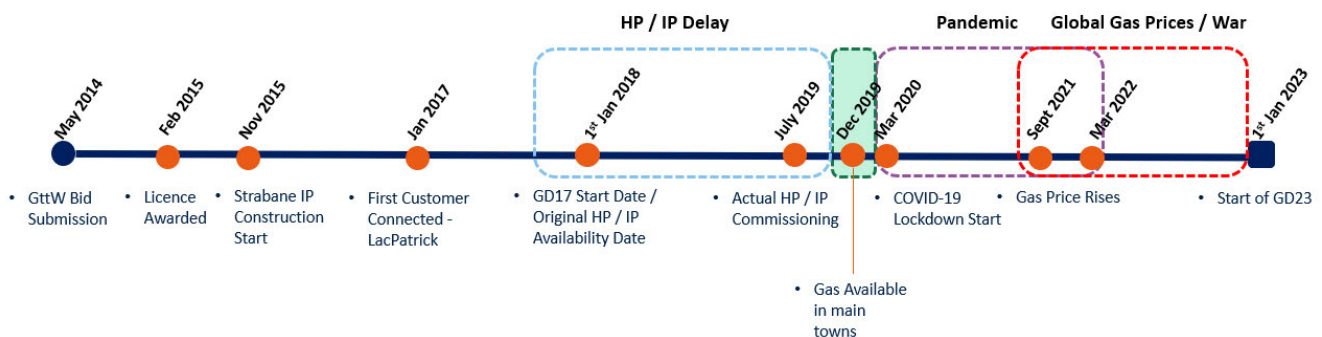 HP / IP Delay
Pandemic
Global Gas Prices / War
May 2014
Feb 2015
Nov 2015
Jan 2017
1st Jan 2018
July 2019
Dec 2019
Mar 2020
Sept 2021
Mar 2022
1st Jan 2023
• GttW Bid
Submission
• Licence
Awarded
• Strabane IP
Construction
Start
• First Customer
Connected -
LacPatrick
• GD17 Start Date /
Original HP / IP
Availability Date
• Actual HP / IP
Commissioning
• Gas Available
in main
towns
• COVID-19
Lockdown Start
• Gas Price Rises
• Start of GD23